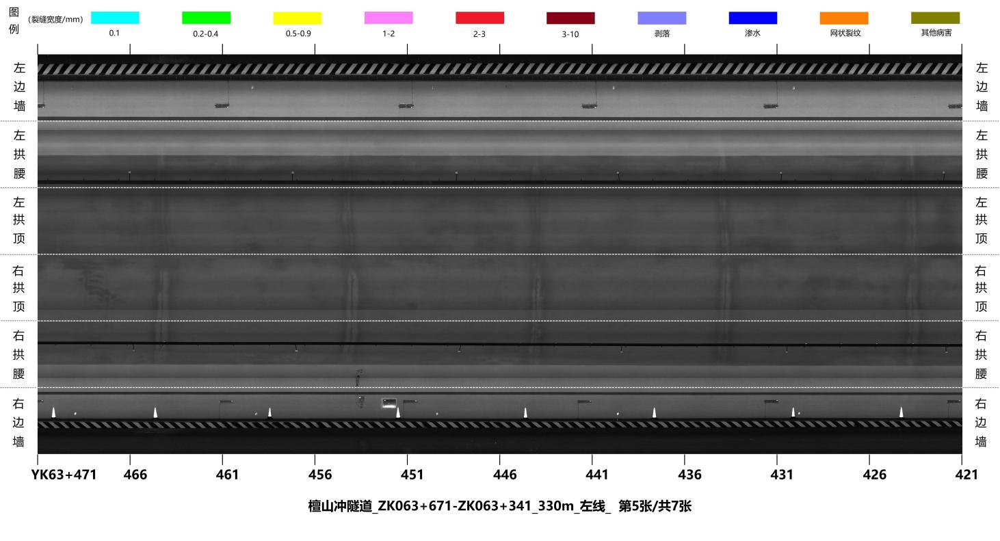 图例
(裂缝宽度/mm)
0.1
0.2-0.4
0.5-0.9
1-2
2-3
3-10
剥落
渗水
网状裂纹
其他病害
左边墙
左边墙
左拱腰
左拱腰
左拱顶
左拱顶
右拱顶
右拱顶
右拱腰
右拱腰
右边墙
右边墙
YK63+471 466 461 456 451 446 441 436 431 426 421
檀山冲隧道_ZK063+671-ZK063+341_330m_左线_ 第5张/共7张